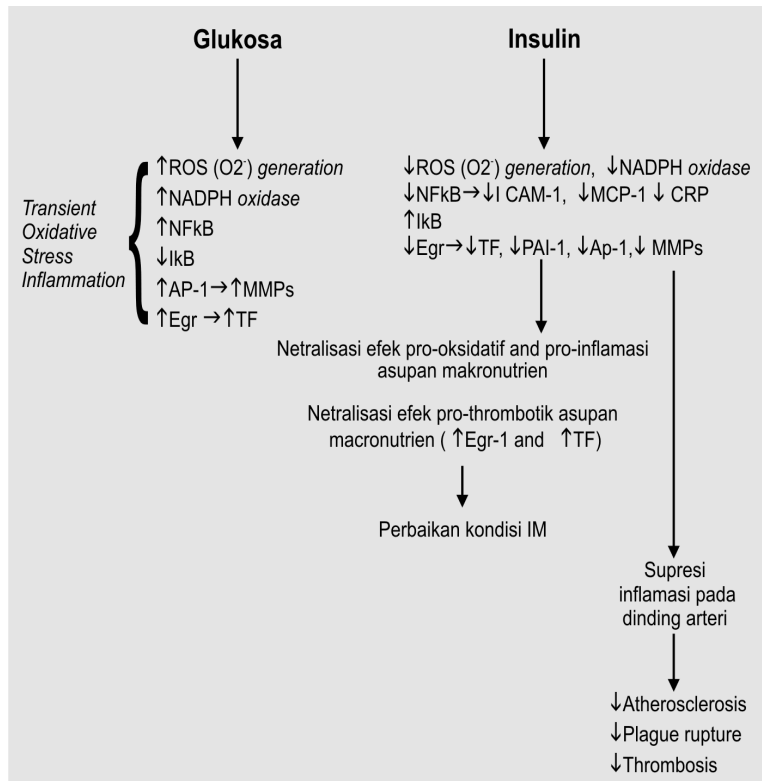 Glukosa
Insulin
Transient
Oxidative
Stress
Inflammation
↑ROS (O2⁻) generation
↑NADPH oxidase
↑NFkB
↓IkB
↑AP-1→↑MMPs
↑Egr →↑TF
↓ROS (O2⁻) generation, ↓NADPH oxidase
↓NFkB→↓I CAM-1, ↓MCP-1 ↓ CRP
↑IkB
↓Egr→↓TF, ↓PAI-1, ↓Ap-1,↓ MMPs
Netralisasi efek pro-oksidatif and pro-inflamasi
asupan makronutrien
Netralisasi efek pro-thrombotik asupan
macronutrien ( ↑Egr-1 and ↑TF)
Perbaikan kondisi IM
Supresi
inflamasi pada
dinding arteri
↓Atherosclerosis
↓Plague rupture
↓Thrombosis